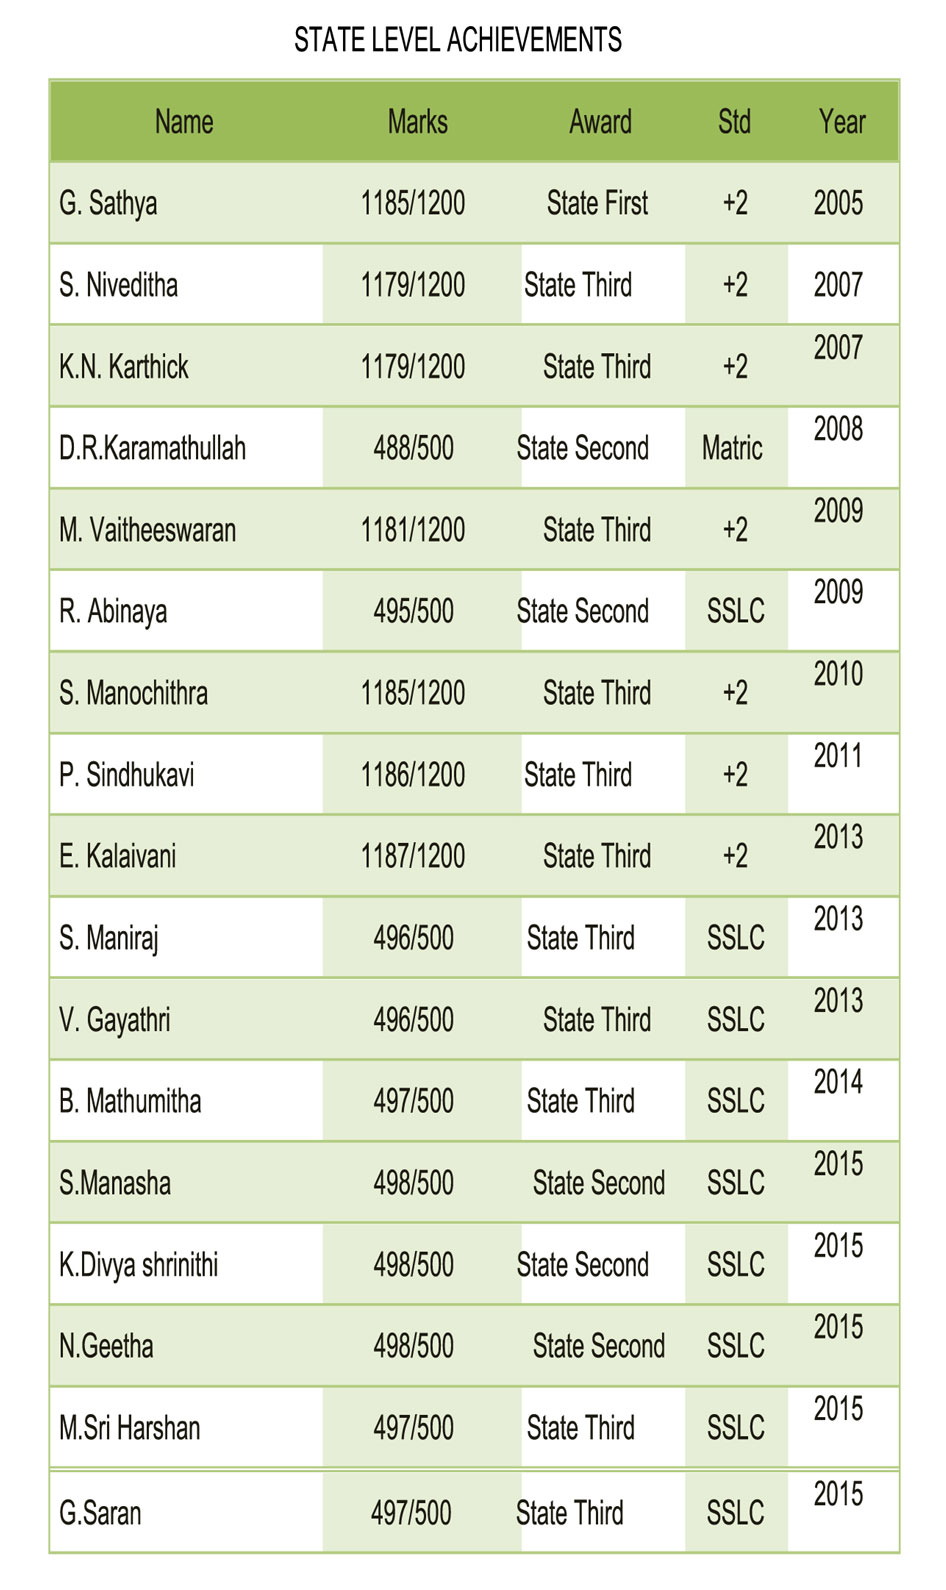 STATE LEVEL ACHIEVEMENTS
Name Marks Award Std Year
G. Sathya 1185/1200 State First +2 2005
S. Niveditha 1179/1200 State Third +2 2007
K.N. Karthick 1179/1200 State Third +2 2007
D.R.Karamathullah 488/500 State Second Matric 2008
M. Vaitheeswaran 1181/1200 State Third +2 2009
R. Abinaya 495/500 State Second SSLC 2009
S. Manochithra 1185/1200 State Third +2 2010
P. Sindhukavi 1186/1200 State Third +2 2011
E. Kalaivani 1187/1200 State Third +2 2013
S. Maniraj 496/500 State Third SSLC 2013
V. Gayathri 496/500 State Third SSLC 2013
B. Mathumitha 497/500 State Third SSLC 2014
S.Manasha 498/500 State Second SSLC 2015
K.Divya shrinithi 498/500 State Second SSLC 2015
N.Geetha 498/500 State Second SSLC 2015
M.Sri Harshan 497/500 State Third SSLC 2015
G.Saran 497/500 State Third SSLC 2015